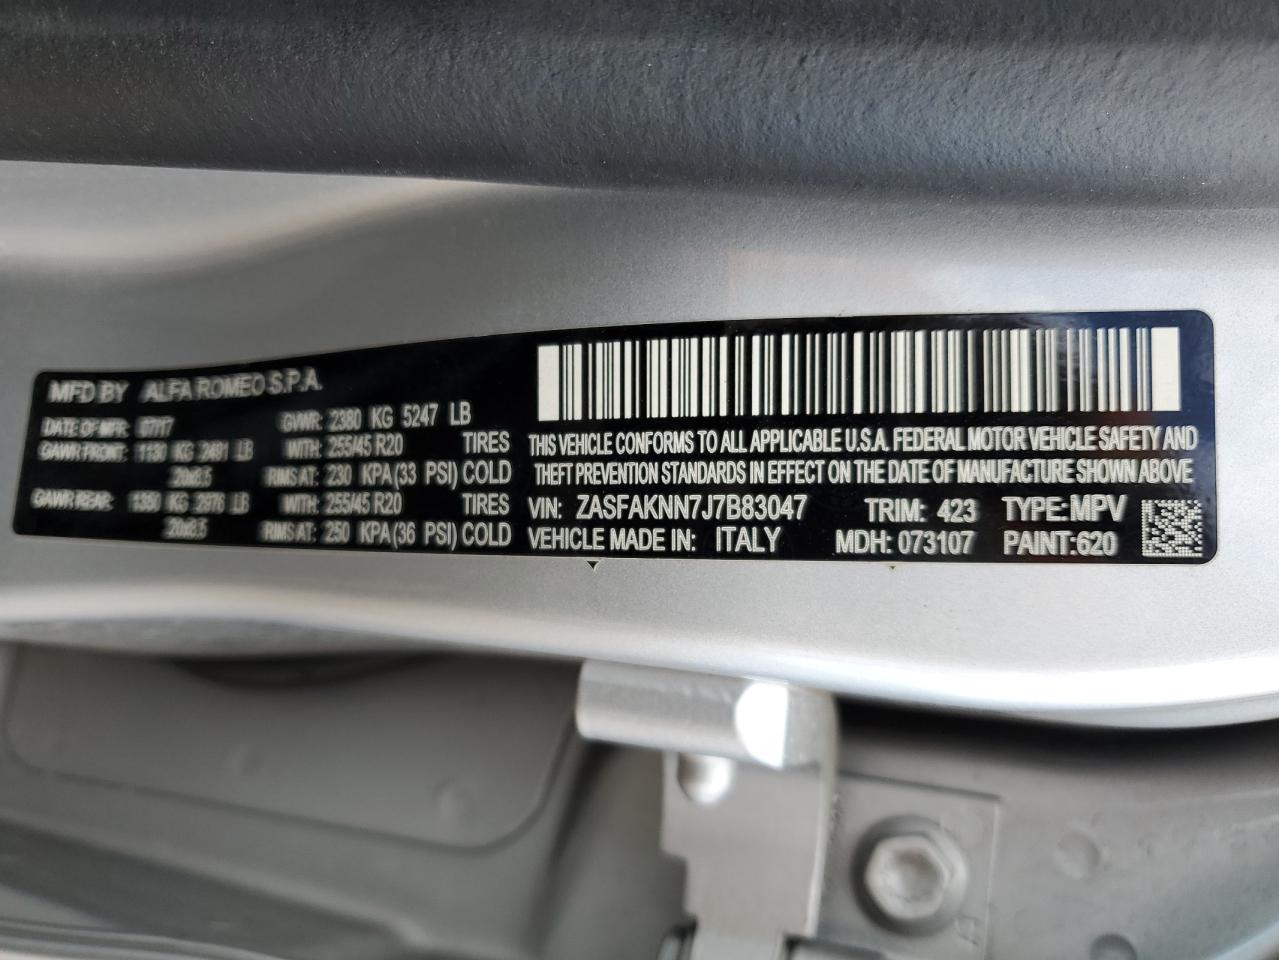 MFD BY ALFA ROMEO S.P.A.
DATE OF MFR: 07/17 GVWR: 2380 KG 5247 LB
GAWR FRONT: 1130 KG 2491 LB WITH: 255/45 R20 TIRES
20x8.5 RIMS AT: 230 KPA(33 PSI) COLD
GAWR REAR: 1350 KG 2976 LB WITH: 255/45 R20 TIRES
20x8.5 RIMS AT: 250 KPA(36 PSI) COLD
THIS VEHICLE CONFORMS TO ALL APPLICABLE U.S.A. FEDERAL MOTOR VEHICLE SAFETY AND
THEFT PREVENTION STANDARDS IN EFFECT ON THE DATE OF MANUFACTURE SHOWN ABOVE
VIN: ZASFAKNN7J7B83047 TRIM: 423 TYPE:MPV
VEHICLE MADE IN: ITALY MDH: 073107 PAINT:620